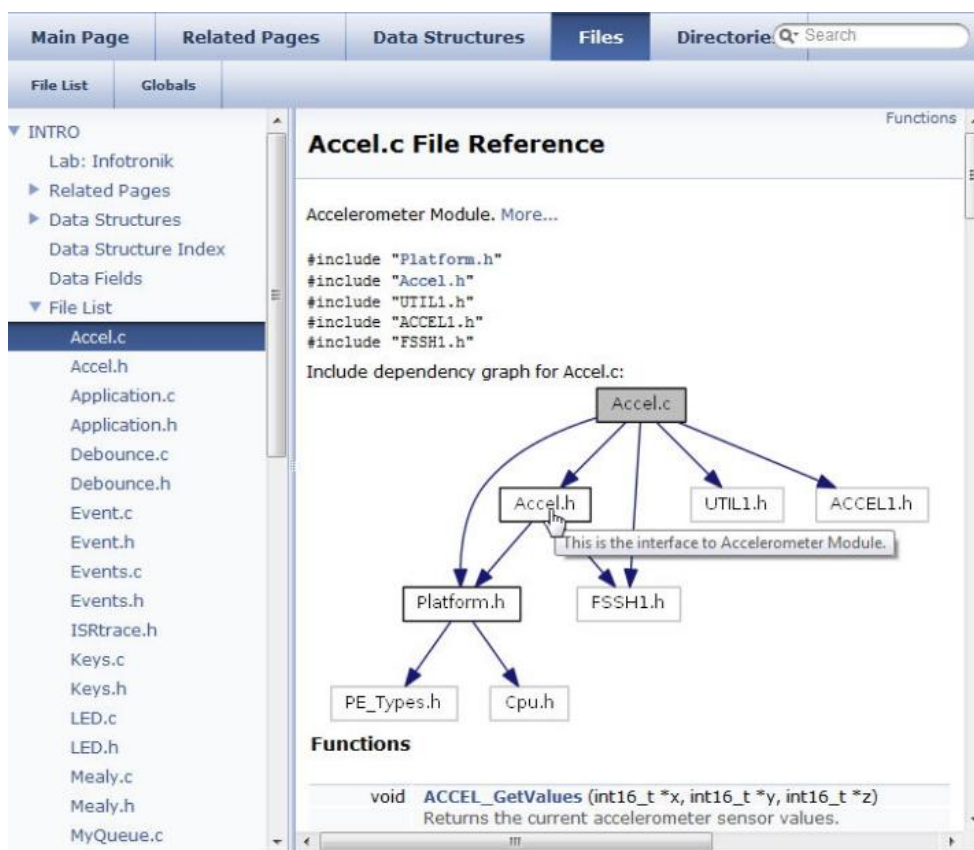 Main Page Related Pages Data Structures Files Directories Search
File List Globals
INTRO
Lab: Infotronik
Related Pages
Data Structures
Data Structure Index
Data Fields
File List
Accel.c
Accel.h
Application.c
Application.h
Debounce.c
Debounce.h
Event.c
Event.h
Events.c
Events.h
ISRtrace.h
Keys.c
Keys.h
LED.c
LED.h
Mealy.c
Mealy.h
MyQueue.c
Functions
Accel.c File Reference
Accelerometer Module. More...
#include "Platform.h"
#include "Accel.h"
#include "UTIL1.h"
#include "ACCEL1.h"
#include "FSSH1.h"
Include dependency graph for Accel.c:
Accel.c
Accel.h UTIL1.h ACCEL1.h
This is the interface to Accelerometer Module.
Platform.h FSSH1.h
PE_Types.h Cpu.h
Functions
void ACCEL_GetValues (int16_t *x, int16_t *y, int16_t *z)
Returns the current accelerometer sensor values.